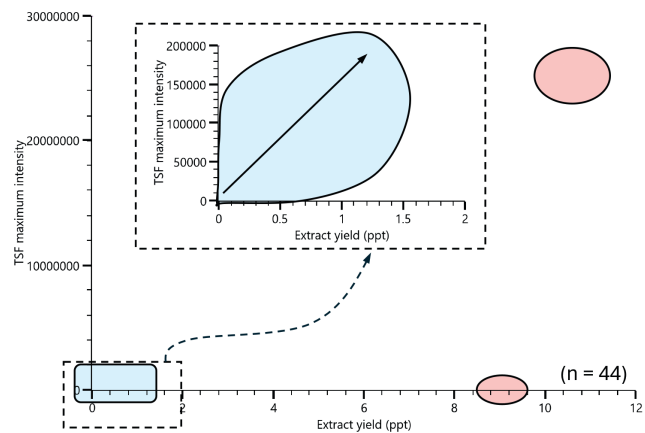 30000000
20000000
10000000
0
TSF maximum intensity
200000
150000
100000
50000
0
TSF maximum intensity
0 0.5 1 1.5 2
Extract yield (ppt)
(n = 44)
0 2 4 6 8 10 12
Extract yield (ppt)